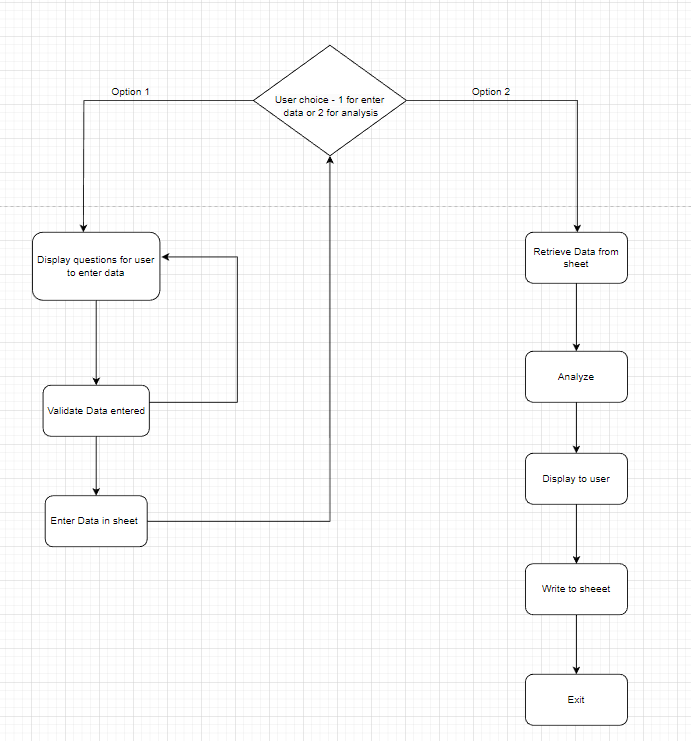 Option 1
Option 2
User choice - 1 for enter
data or 2 for analysis
Display questions for user
to enter data
Retrieve Data from
sheet
Analyze
Validate Data entered
Display to user
Enter Data in sheet
Write to sheeet
Exit